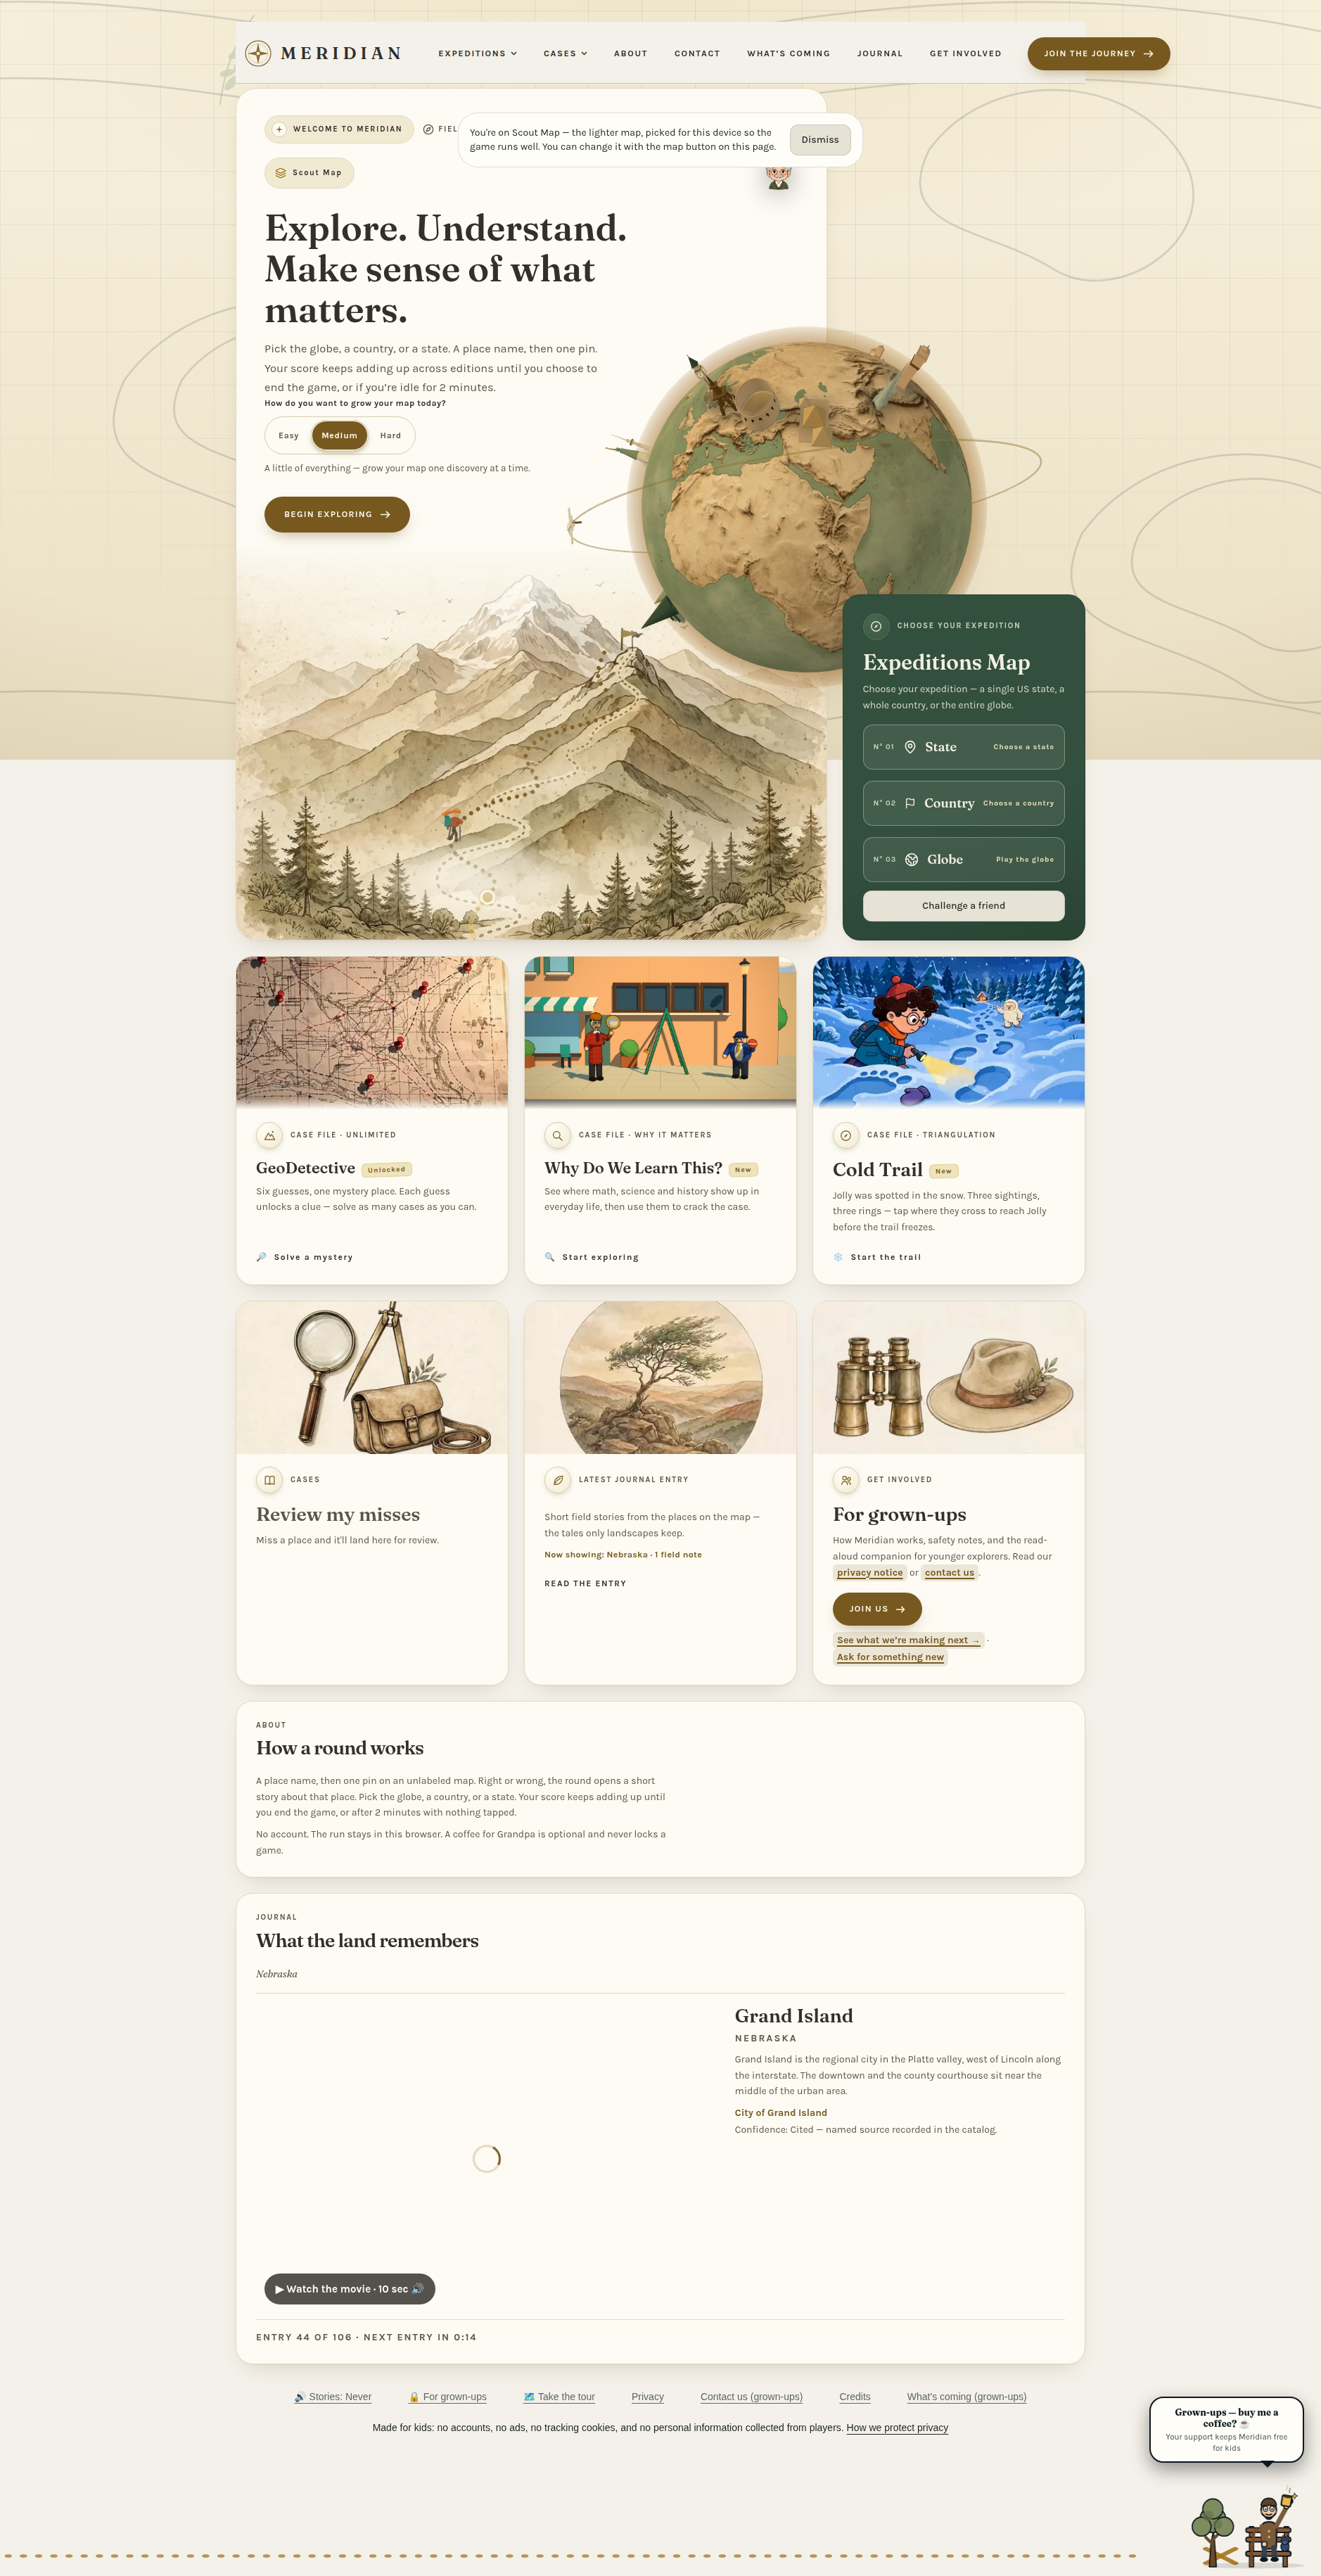 MERIDIAN
EXPEDITIONS
CASES
ABOUT
CONTACT
WHAT'S COMING
JOURNAL
GET INVOLVED
JOIN THE JOURNEY →
WELCOME TO MERIDIAN
FIEL
You're on Scout Map — the lighter map, picked for this device so the
game runs well. You can change it with the map button on this page.
Dismiss
Scout Map
Explore. Understand.
Make sense of what
matters.
Pick the globe, a country, or a state. A place name, then one pin.
Your score keeps adding up across editions until you choose to
end the game, or if you're idle for 2 minutes.
How do you want to grow your map today?
Easy
Medium
Hard
A little of everything — grow your map one discovery at a time.
BEGIN EXPLORING →
CHOOSE YOUR EXPEDITION
Expeditions Map
Choose your expedition — a single US state, a
whole country, or the entire globe.
N° 01 State Choose a state
N° 02 Country Choose a country
N° 03 Globe Play the globe
Challenge a friend
CASE FILE · UNLIMITED
GeoDetective Unlocked
Six guesses, one mystery place. Each guess
unlocks a clue — solve as many cases as you can.
🔎 Solve a mystery
CASE FILE · WHY IT MATTERS
Why Do We Learn This? New
See where math, science and history show up in
everyday life, then use them to crack the case.
🔍 Start exploring
CASE FILE · TRIANGULATION
Cold Trail New
Jolly was spotted in the snow. Three sightings,
three rings — tap where they cross to reach Jolly
before the trail freezes.
❄️ Start the trail
CASES
Review my misses
Miss a place and it'll land here for review.
LATEST JOURNAL ENTRY
Short field stories from the places on the map —
the tales only landscapes keep.
Now showing: Nebraska · 1 field note
READ THE ENTRY
GET INVOLVED
For grown-ups
How Meridian works, safety notes, and the read-
aloud companion for younger explorers. Read our
privacy notice or contact us.
JOIN US →
See what we're making next → ·
Ask for something new
ABOUT
How a round works
A place name, then one pin on an unlabeled map. Right or wrong, the round opens a short
story about that place. Pick the globe, a country, or a state. Your score keeps adding up until
you end the game, or after 2 minutes with nothing tapped.
No account. The run stays in this browser. A coffee for Grandpa is optional and never locks a
game.
JOURNAL
What the land remembers
Nebraska
Grand Island
NEBRASKA
Grand Island is the regional city in the Platte valley, west of Lincoln along
the interstate. The downtown and the county courthouse sit near the
middle of the urban area.
City of Grand Island
Confidence: Cited — named source recorded in the catalog.
▶ Watch the movie · 10 sec 🔊
ENTRY 44 OF 106 · NEXT ENTRY IN 0:14
🔊 Stories: Never
🔒 For grown-ups
🗺️ Take the tour
Privacy
Contact us (grown-ups)
Credits
What's coming (grown-ups)
Made for kids: no accounts, no ads, no tracking cookies, and no personal information collected from players. How we protect privacy
Grown-ups — buy me a
coffee? ☕
Your support keeps Meridian free
for kids